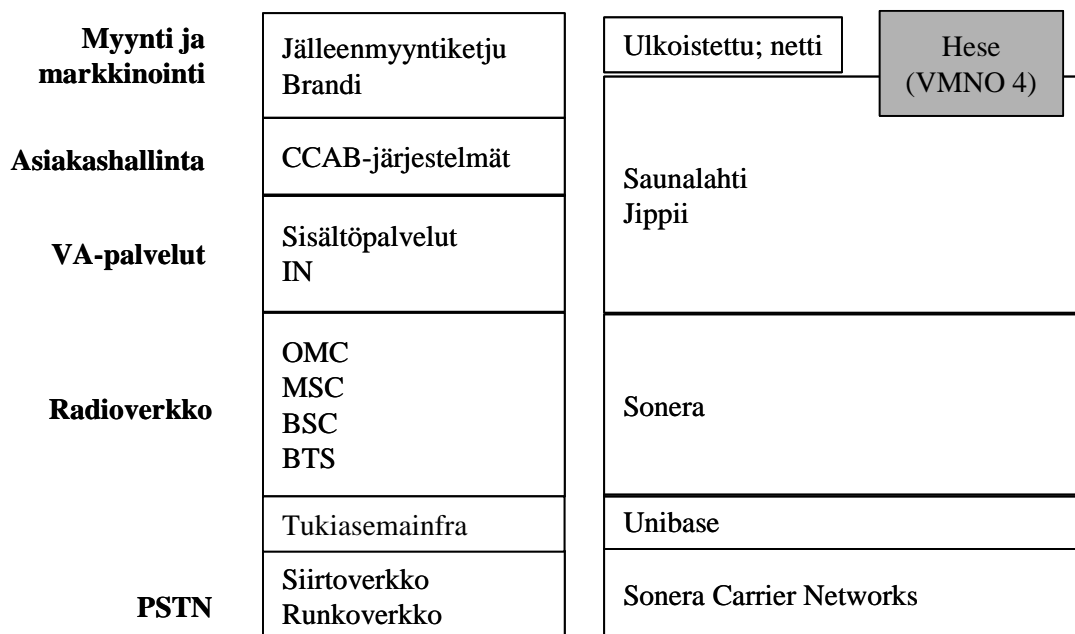 Myynti ja
markkinointi
Jälleenmyyntiketju
Brandi
Ulkoistettu; netti
Hese
(VMNO 4)
Asiakashallinta
CCAB-järjestelmät
Saunalahti
Jippii
VA-palvelut
Sisältöpalvelut
IN
Radioverkko
OMC
MSC
BSC
BTS
Sonera
Tukiasemainfra
Unibase
PSTN
Siirtoverkko
Runkoverkko
Sonera Carrier Networks